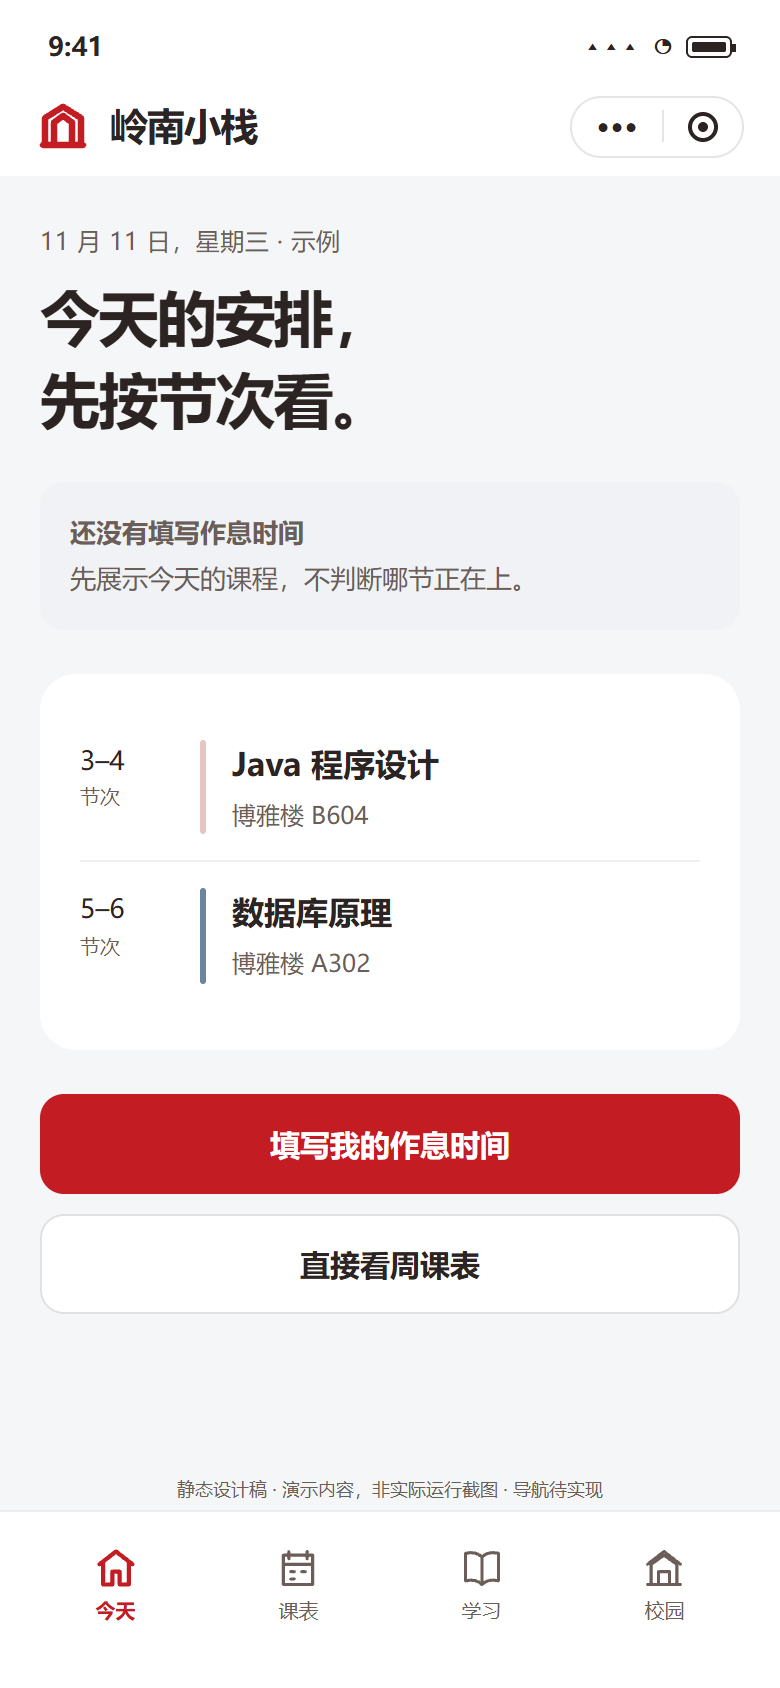 9:41
岭南小栈
11 月 11 日，星期三 · 示例
今天的安排，
先按节次看。
还没有填写作息时间
先展示今天的课程，不判断哪节正在上。
3–4
节次
Java 程序设计
博雅楼 B604
5–6
节次
数据库原理
博雅楼 A302
填写我的作息时间
直接看周课表
静态设计稿 · 演示内容，非实际运行截图 · 导航待实现
今天
课表
学习
校园